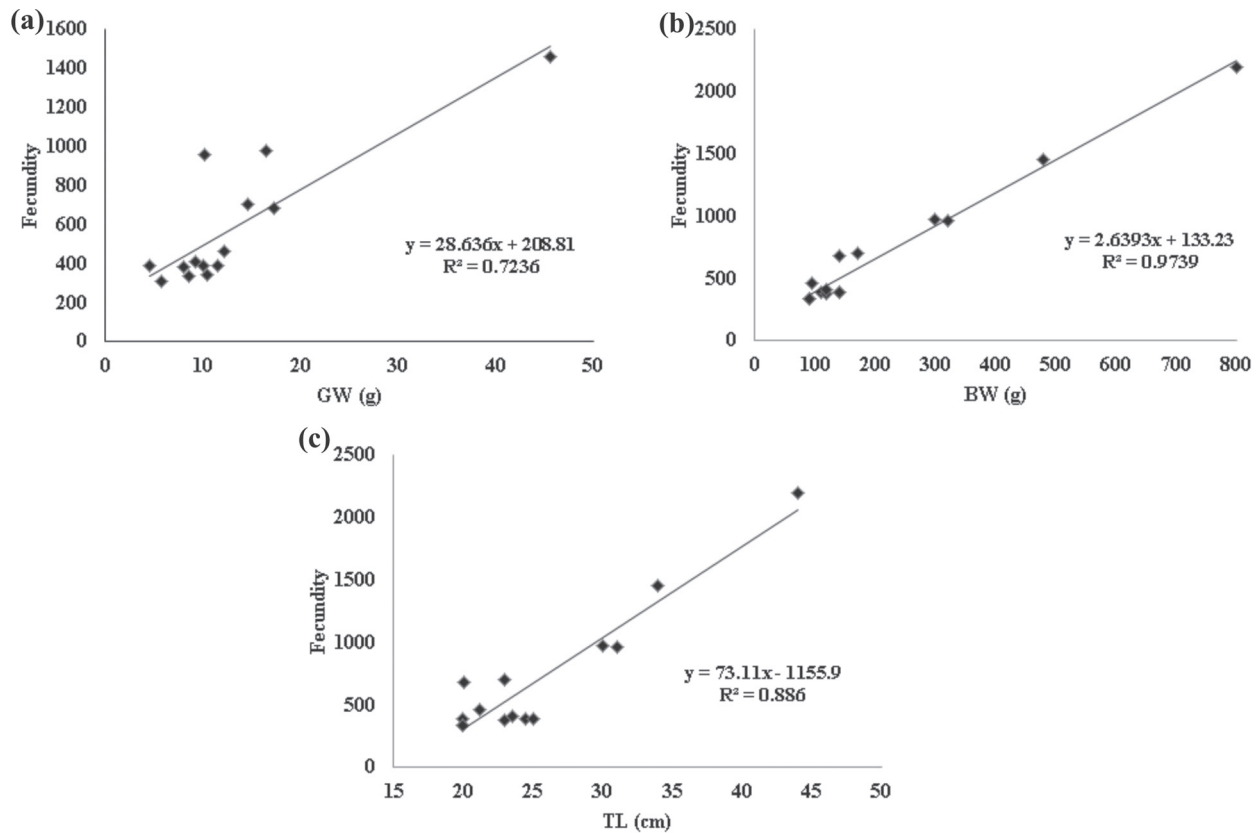 (a)
1600
1400
1200
1000
800
600
400
200
0
Fecundity
y = 28.636x + 208.81
R² = 0.7236
0 10 20 30 40 50
GW (g)
(b)
2500
2000
1500
1000
500
0
Fecundity
y = 2.6393x + 133.23
R² = 0.9739
0 100 200 300 400 500 600 700 800
BW (g)
(c)
2500
2000
1500
1000
500
0
Fecundity
y = 73.11x - 1155.9
R² = 0.886
15 20 25 30 35 40 45 50
TL (cm)